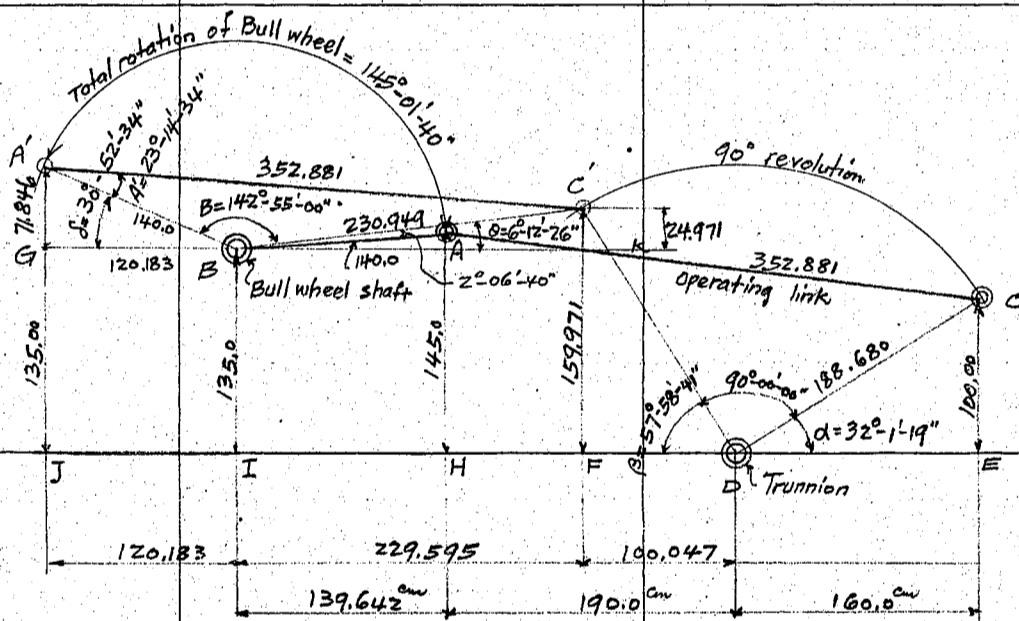 Total rotation of Bull wheel = 145°-01'-40"
A'
δ=30°-52'-34"
A'=23°-14'-34"
352.881
C'
90° revolution
71.846
140.0
B=142°-55'-00"
230.949
θ=6°-12'-26"
24.971
G
120.183
B
140.0
A
2°-06'-40"
K
352.881
Operating link
C
Bull wheel shaft
135.00
135.0
145.0
159.971
β=57°-58'-41"
90°-00'-00"
188.680
100.00
α=32°-1'-19"
J
I
H
F
D
Trunnion
E
120.183
229.595
100.047
139.642 cm
190.0 cm
160.0 cm